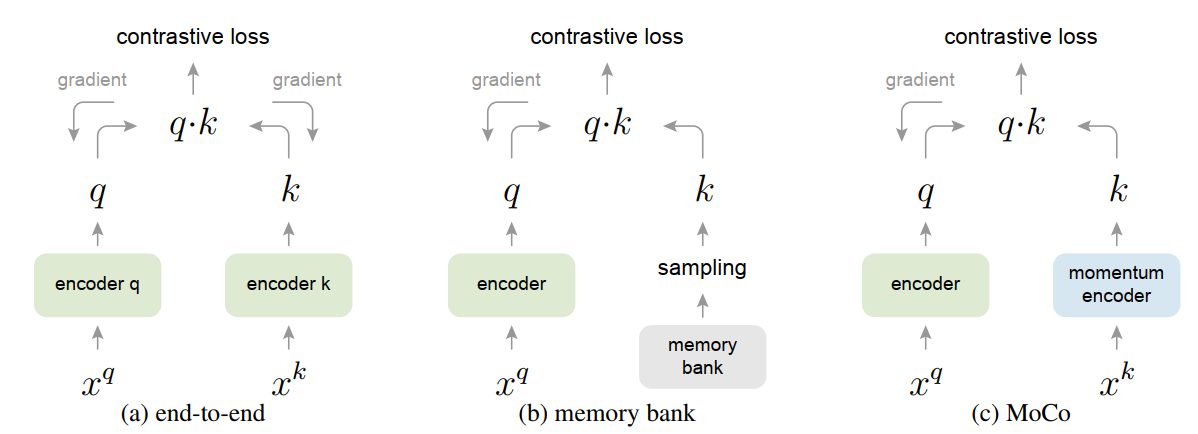 contrastive loss
gradient
gradient
q·k
q
k
encoder q
encoder k
x^q
x^k
(a) end-to-end
contrastive loss
gradient
q·k
q
k
sampling
encoder
memory
bank
x^q
(b) memory bank
contrastive loss
gradient
q·k
q
k
encoder
momentum
encoder
x^q
x^k
(c) MoCo